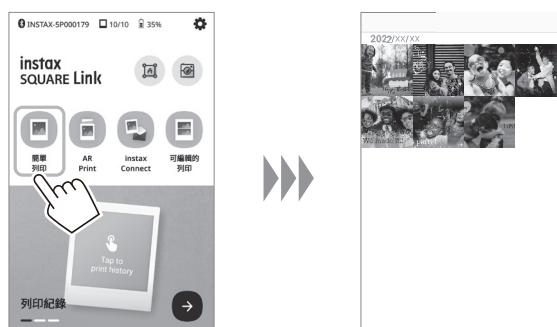 INSTAX-5P000179 10/10 35%
instax
SQUARE Link
簡單
列印
AR
Print
instax
Connect
可編輯的
列印
Tap to
print history
列印紀錄
2022/XX/XX
We made it!
party!